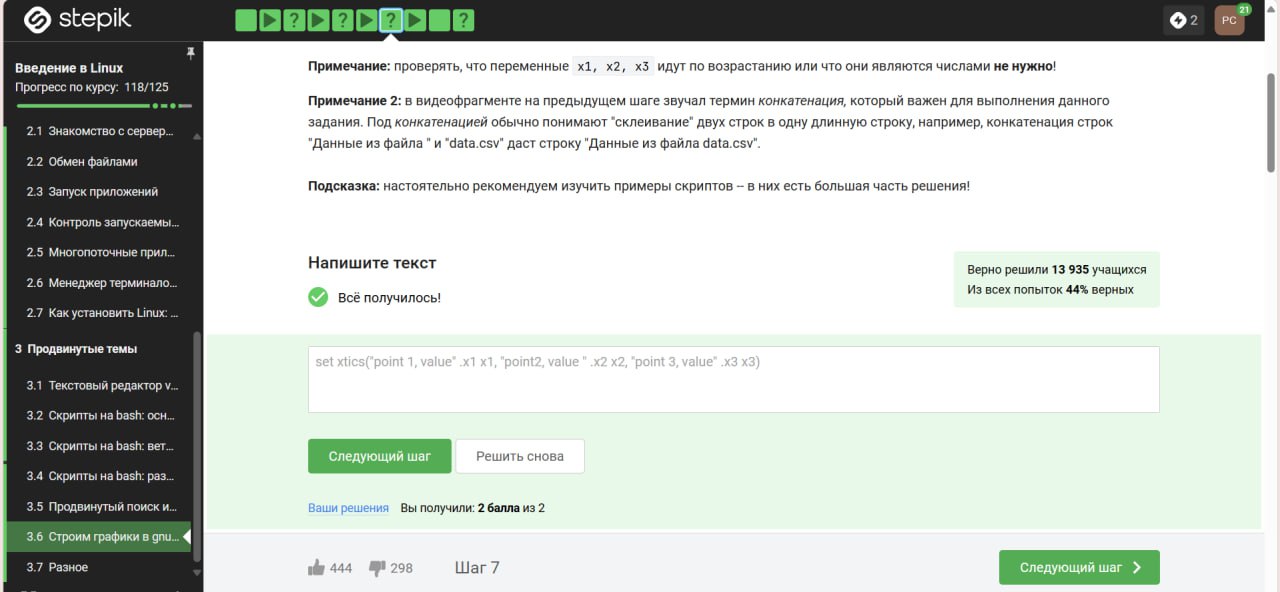 stepik
? ? ? ?
2
PC
21
Введение в Linux
Прогресс по курсу: 118/125
2.1 Знакомство с сервер...
2.2 Обмен файлами
2.3 Запуск приложений
2.4 Контроль запускаемы...
2.5 Многопоточные прил...
2.6 Менеджер терминало...
2.7 Как установить Linux: ...
3 Продвинутые темы
3.1 Текстовый редактор v...
3.2 Скрипты на bash: осн...
3.3 Скрипты на bash: вет...
3.4 Скрипты на bash: раз...
3.5 Продвинутый поиск и...
3.6 Строим графики в gnu...
3.7 Разное
Примечание: проверять, что переменные x1, x2, x3 идут по возрастанию или что они являются числами не нужно!
Примечание 2: в видеофрагменте на предыдущем шаге звучал термин конкатенация, который важен для выполнения данного
задания. Под конкатенацией обычно понимают "склеивание" двух строк в одну длинную строку, например, конкатенация строк
"Данные из файла " и "data.csv" даст строку "Данные из файла data.csv".
Подсказка: настоятельно рекомендуем изучить примеры скриптов -- в них есть большая часть решения!
Напишите текст
Всё получилось!
Верно решили 13 935 учащихся
Из всех попыток 44% верных
set xtics("point 1, value" .x1 x1, "point2, value " .x2 x2, "point 3, value" .x3 x3)
Следующий шаг
Решить снова
Ваши решения Вы получили: 2 балла из 2
444
298
Шаг 7
Следующий шаг